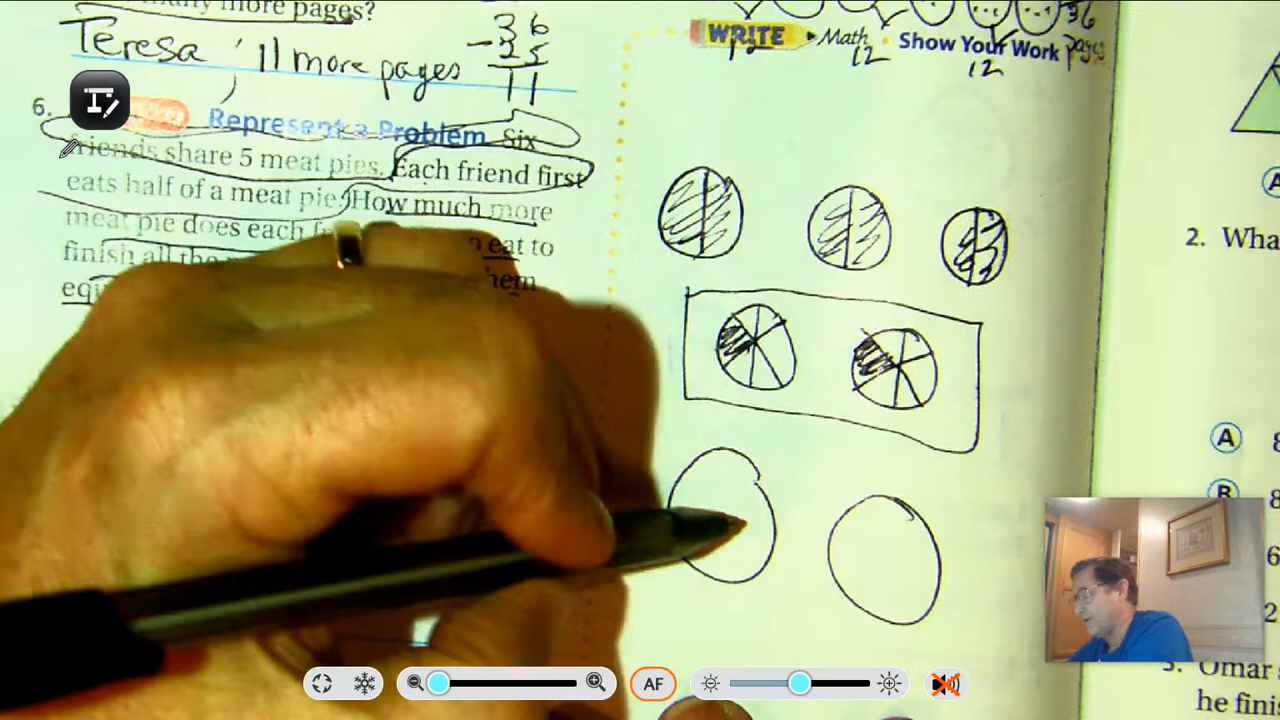 many more pages?
Teresa, 11 more pages
36
- 25
11
6. Represent a Problem Six
friends share 5 meat pies. Each friend first
eats half of a meat pie. How much more
meat pie does each
eat to
finish all the
WRITE Math Show Your Work
36
pages
12
12
12
2. Wha
A
B
Omar
he fini
AF